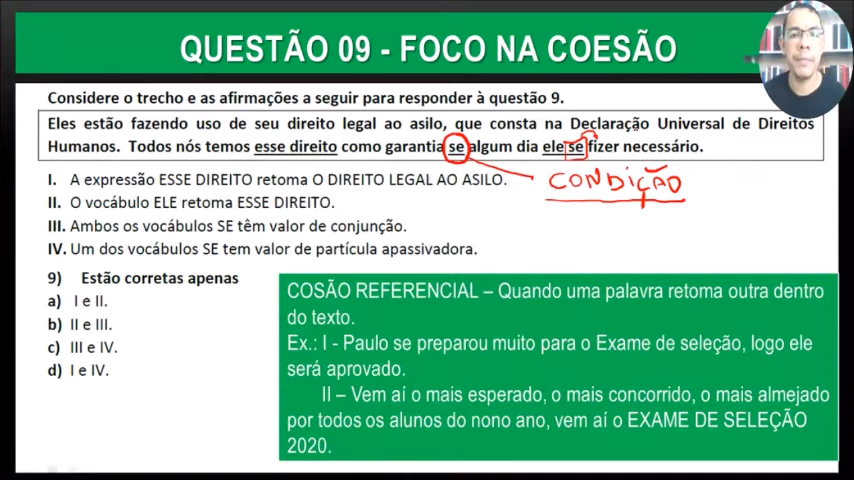 QUESTÃO 09 - FOCO NA COESÃO
Considere o trecho e as afirmações a seguir para responder à questão 9.
Eles estão fazendo uso de seu direito legal ao asilo, que consta na Declaração Universal de Direitos
Humanos. Todos nós temos esse direito como garantia se algum dia ele se fizer necessário.
I. A expressão ESSE DIREITO retoma O DIREITO LEGAL AO ASILO.
CONDIÇÃO
II. O vocábulo ELE retoma ESSE DIREITO.
III. Ambos os vocábulos SE têm valor de conjunção.
IV. Um dos vocábulos SE tem valor de partícula apassivadora.
9) Estão corretas apenas
a) I e II.
b) II e III.
c) III e IV.
d) I e IV.
COSÃO REFERENCIAL – Quando uma palavra retoma outra dentro
do texto.
Ex.: I - Paulo se preparou muito para o Exame de seleção, logo ele
será aprovado.
II – Vem aí o mais esperado, o mais concorrido, o mais almejado
por todos os alunos do nono ano, vem aí o EXAME DE SELEÇÃO
2020.